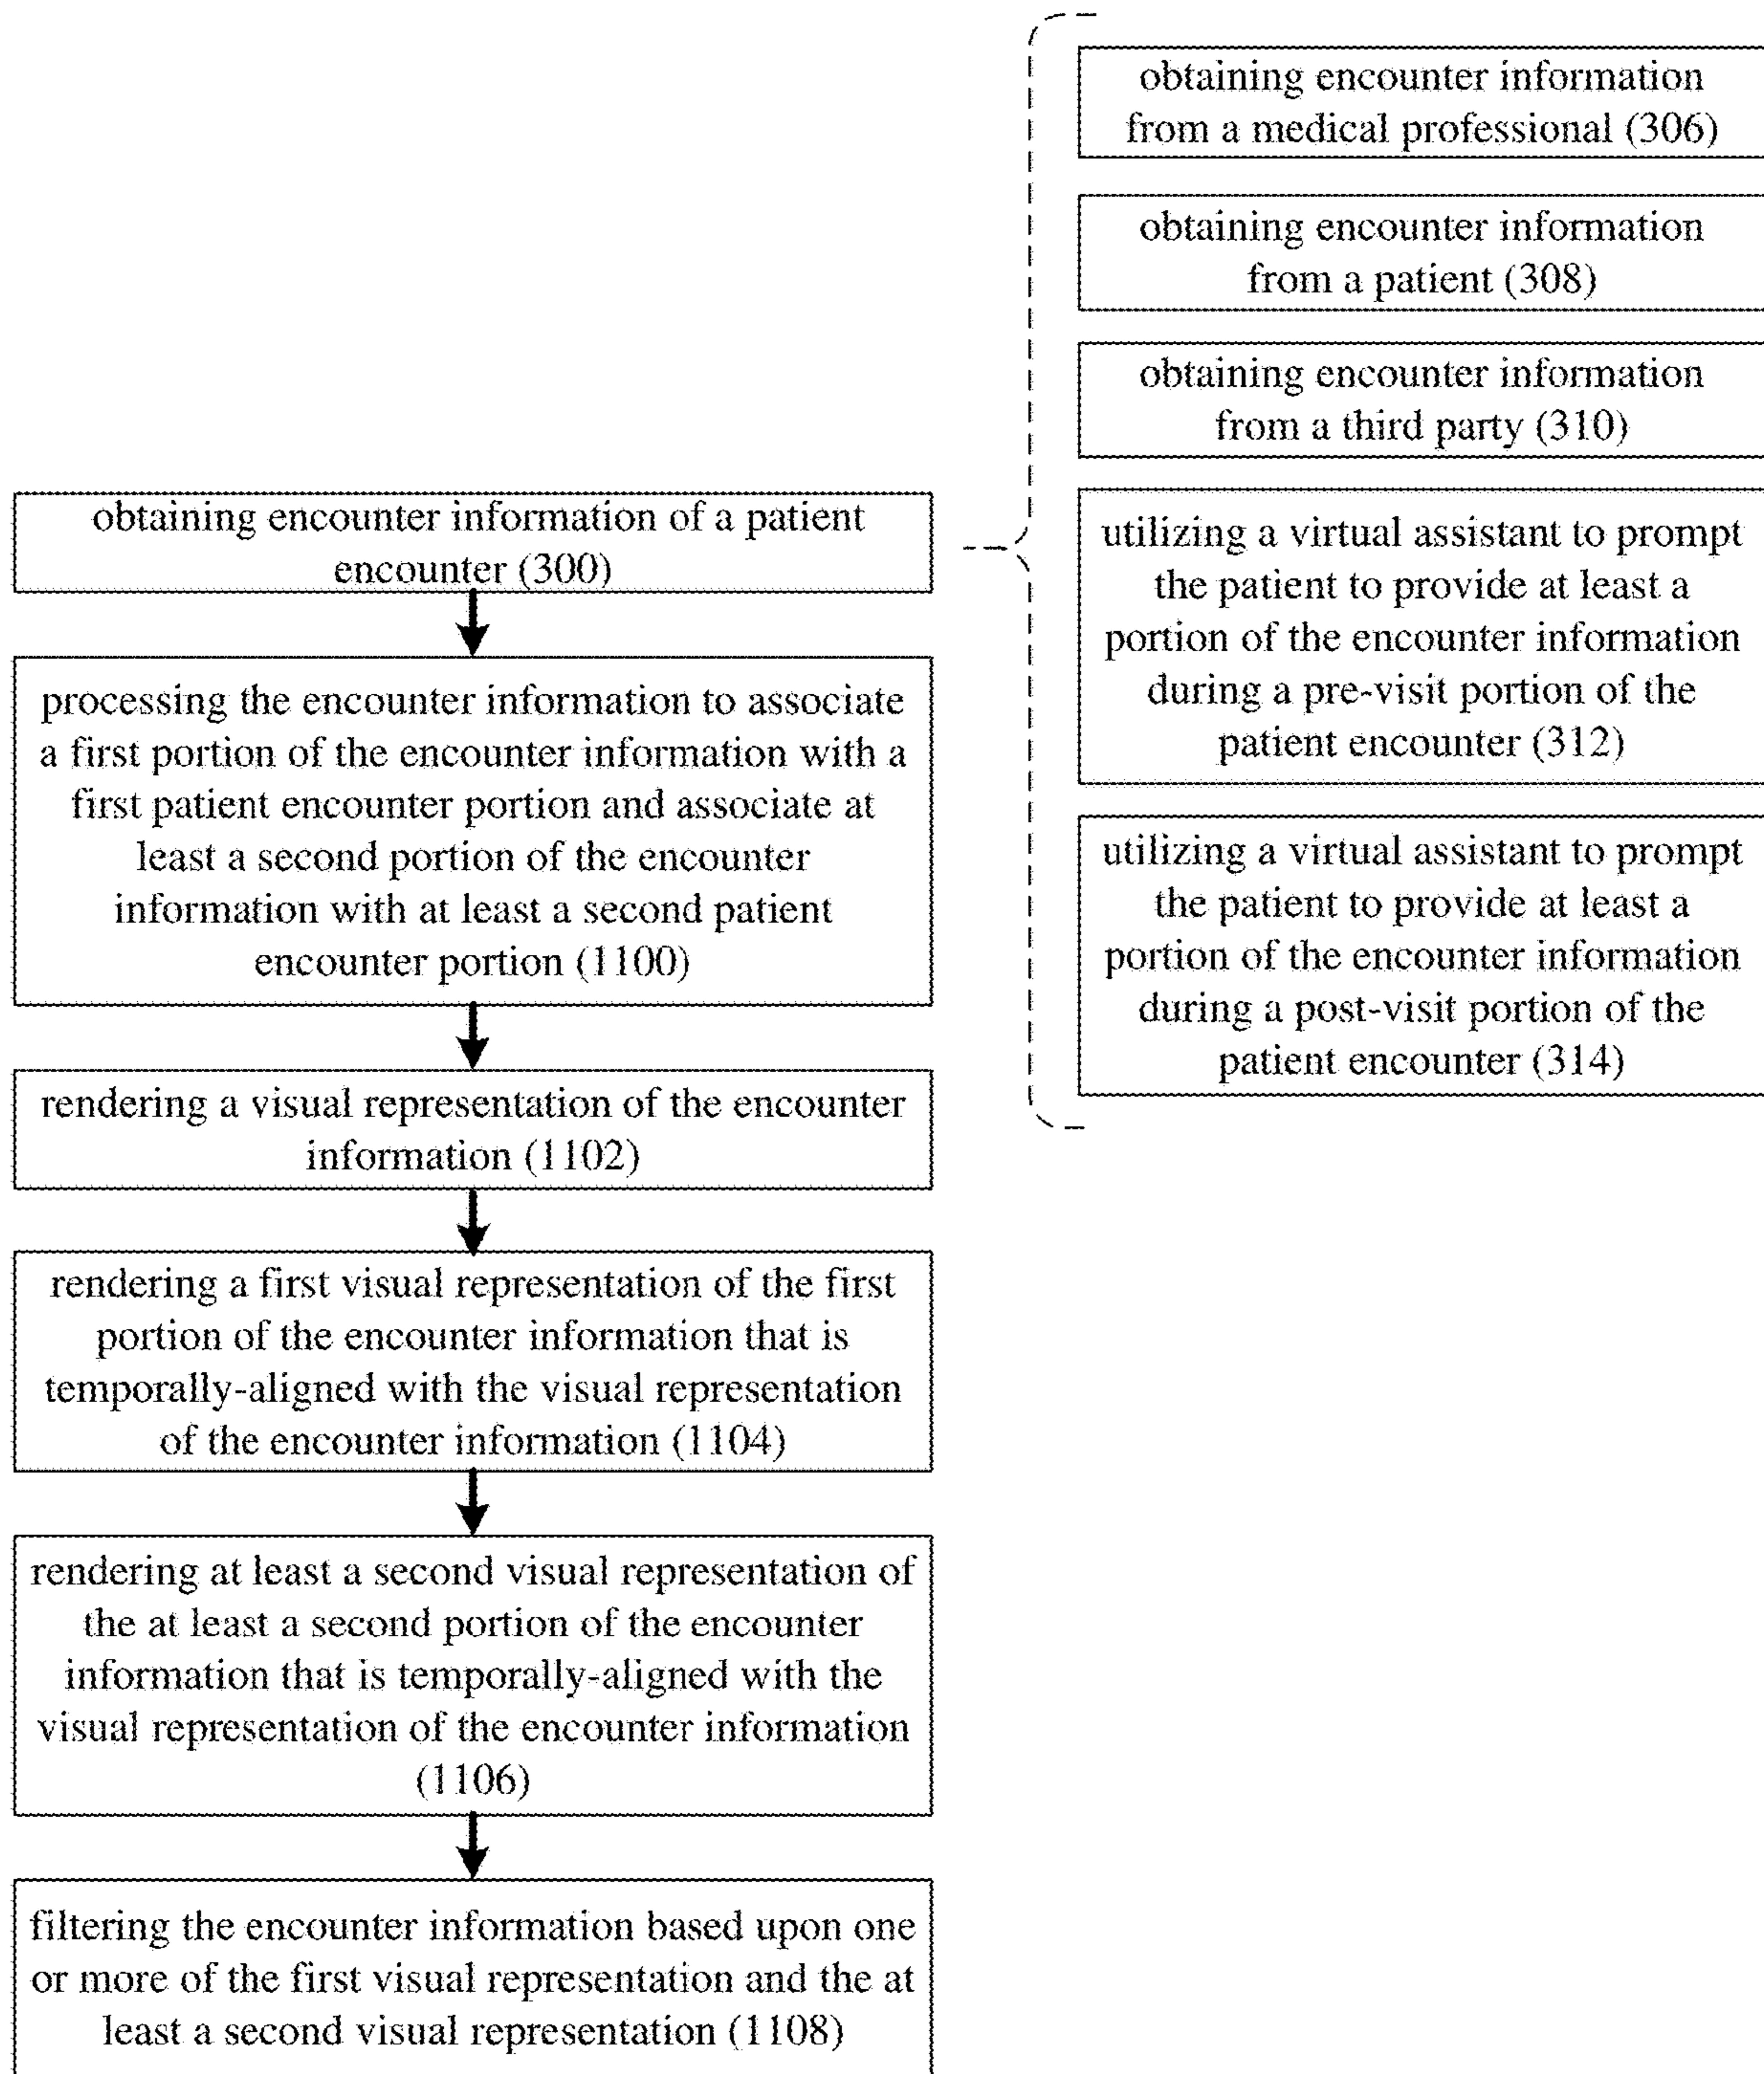 obtaining encounter information of a patient
encounter (300)
processing the encounter information to associate
a first portion of the encounter information with a
first patient encounter portion and associate at
least a second portion of the encounter
information with at least a second patient
encounter portion (1100)
rendering a visual representation of the encounter
information (1102)
rendering a first visual representation of the first
portion of the encounter information that is
temporally-aligned with the visual representation
of the encounter information (1104)
rendering at least a second visual representation of
the at least a second portion of the encounter
information that is temporally-aligned with the
visual representation of the encounter information
(1106)
filtering the encounter information based upon one
or more of the first visual representation and the at
least a second visual representation (1108)
obtaining encounter information
from a medical professional (306)
obtaining encounter information
from a patient (308)
obtaining encounter information
from a third party (310)
utilizing a virtual assistant to prompt
the patient to provide at least a
portion of the encounter information
during a pre-visit portion of the
patient encounter (312)
utilizing a virtual assistant to prompt
the patient to provide at least a
portion of the encounter information
during a post-visit portion of the
patient encounter (314)